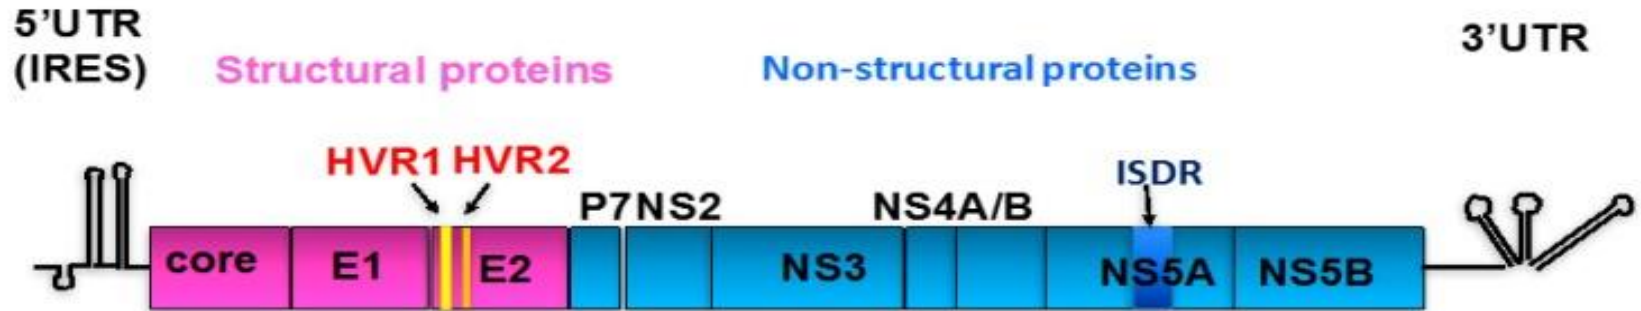 5’UTR
(IRES)
Structural proteins
Non-structural proteins
3’UTR
HVR1 HVR2
ISDR
P7NS2
NS4A/B
core
E1
E2
NS3
NS5A
NS5B